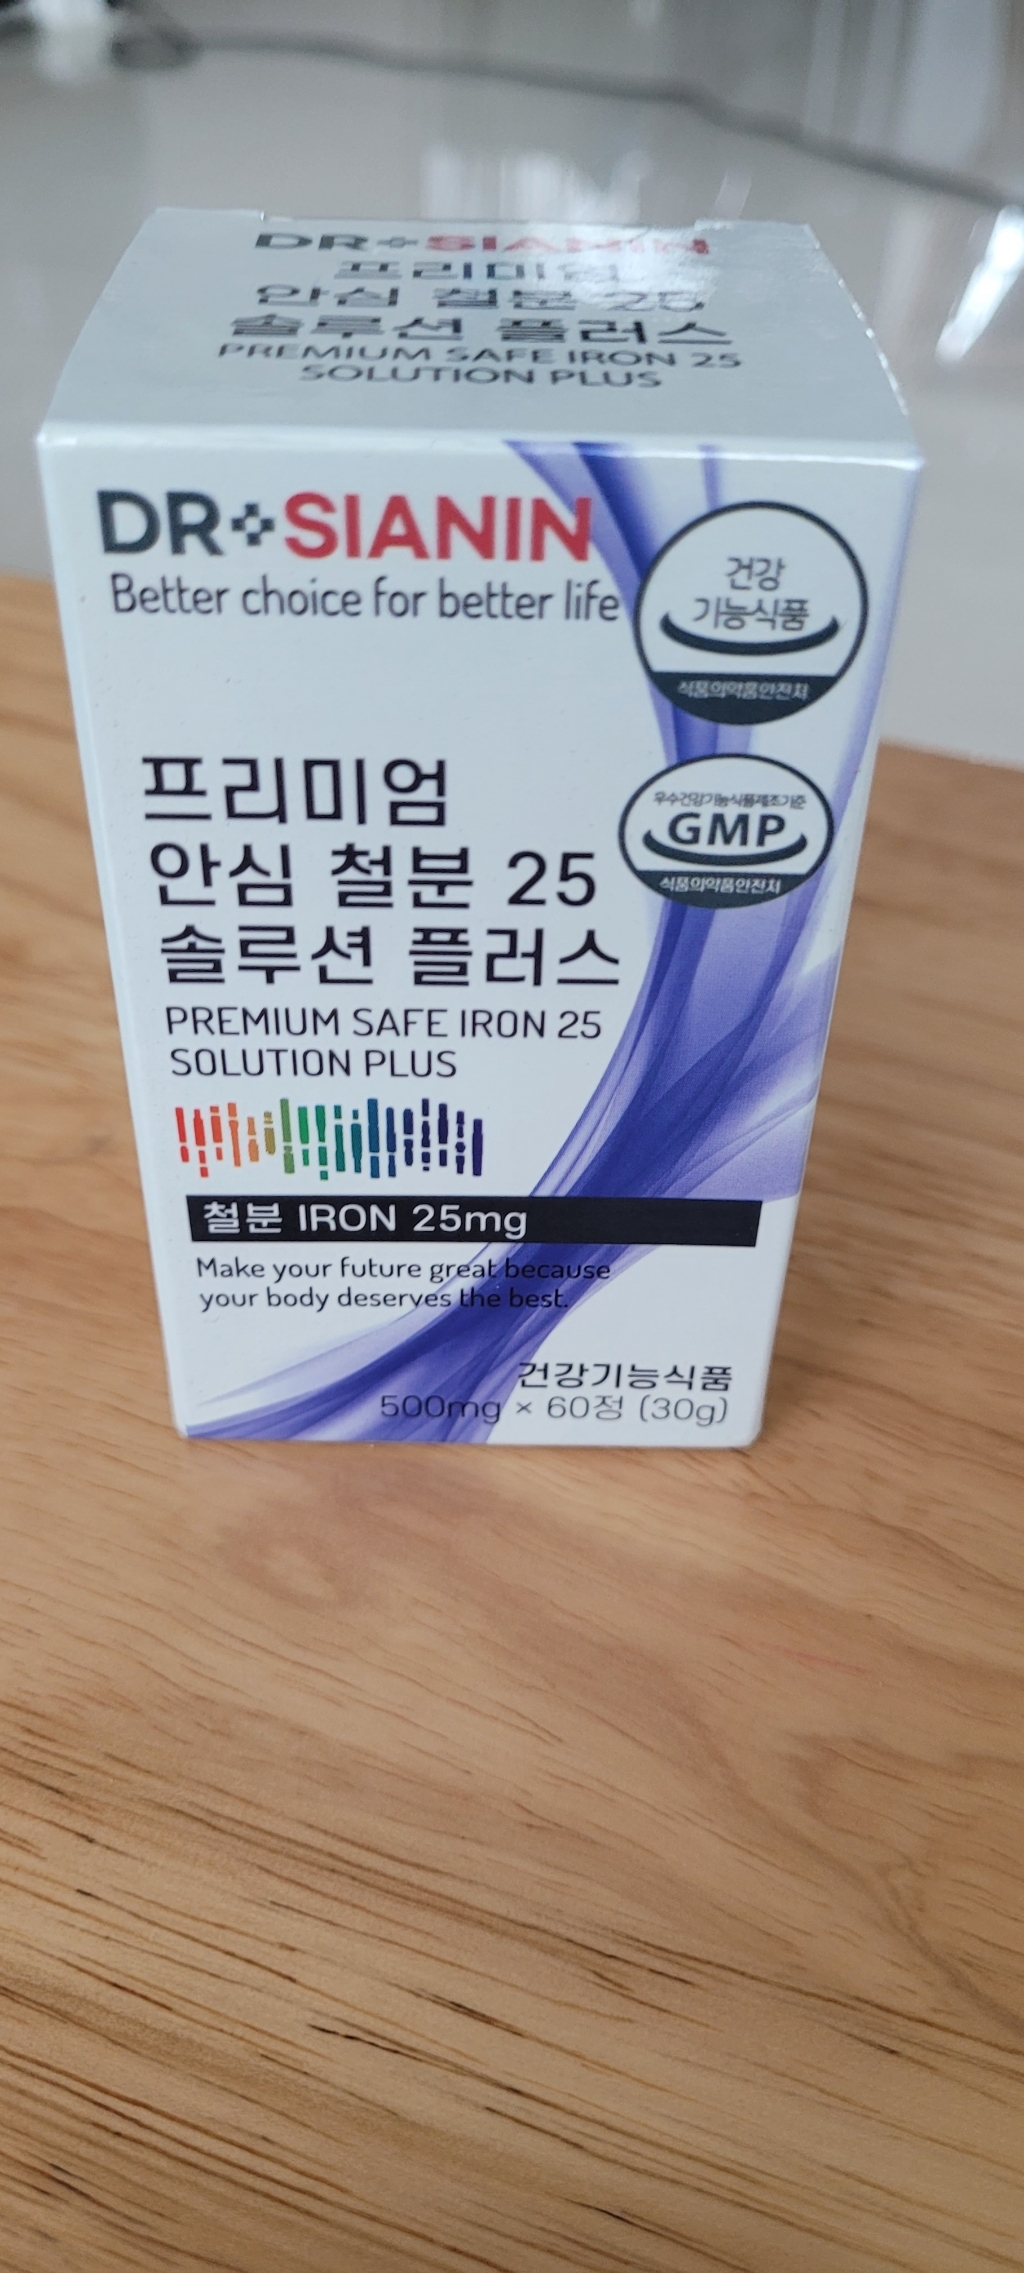 DR SIANIN
프리미엄
안심 철분 25
솔루션 플러스
PREMIUM SAFE IRON 25
SOLUTION PLUS
DR SIANIN
Better choice for better life
건강
기능식품
식품의약품안전처
우수건강기능식품제조기준
GMP
식품의약품안전처
프리미엄
안심 철분 25
솔루션 플러스
PREMIUM SAFE IRON 25
SOLUTION PLUS
철분 IRON 25mg
Make your future great because
your body deserves the best.
건강기능식품
500mg × 60정 (30g)